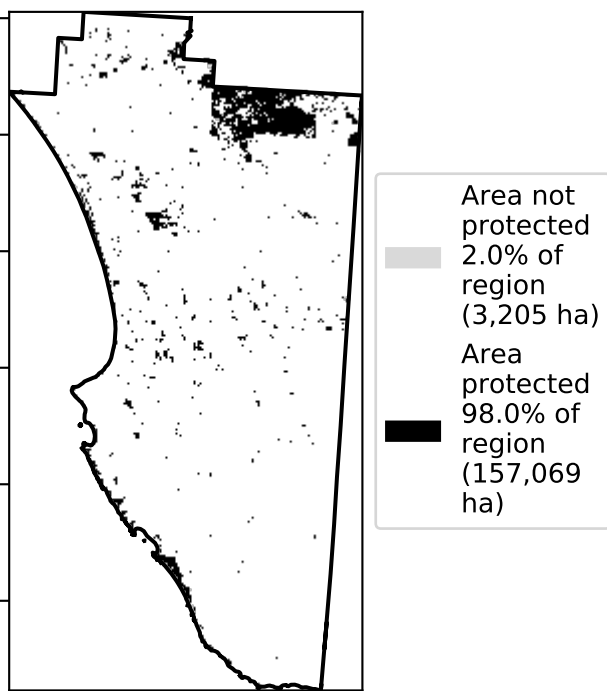 Area not
protected
2.0% of
region
(3,205 ha)
Area
protected
98.0% of
region
(157,069
ha)